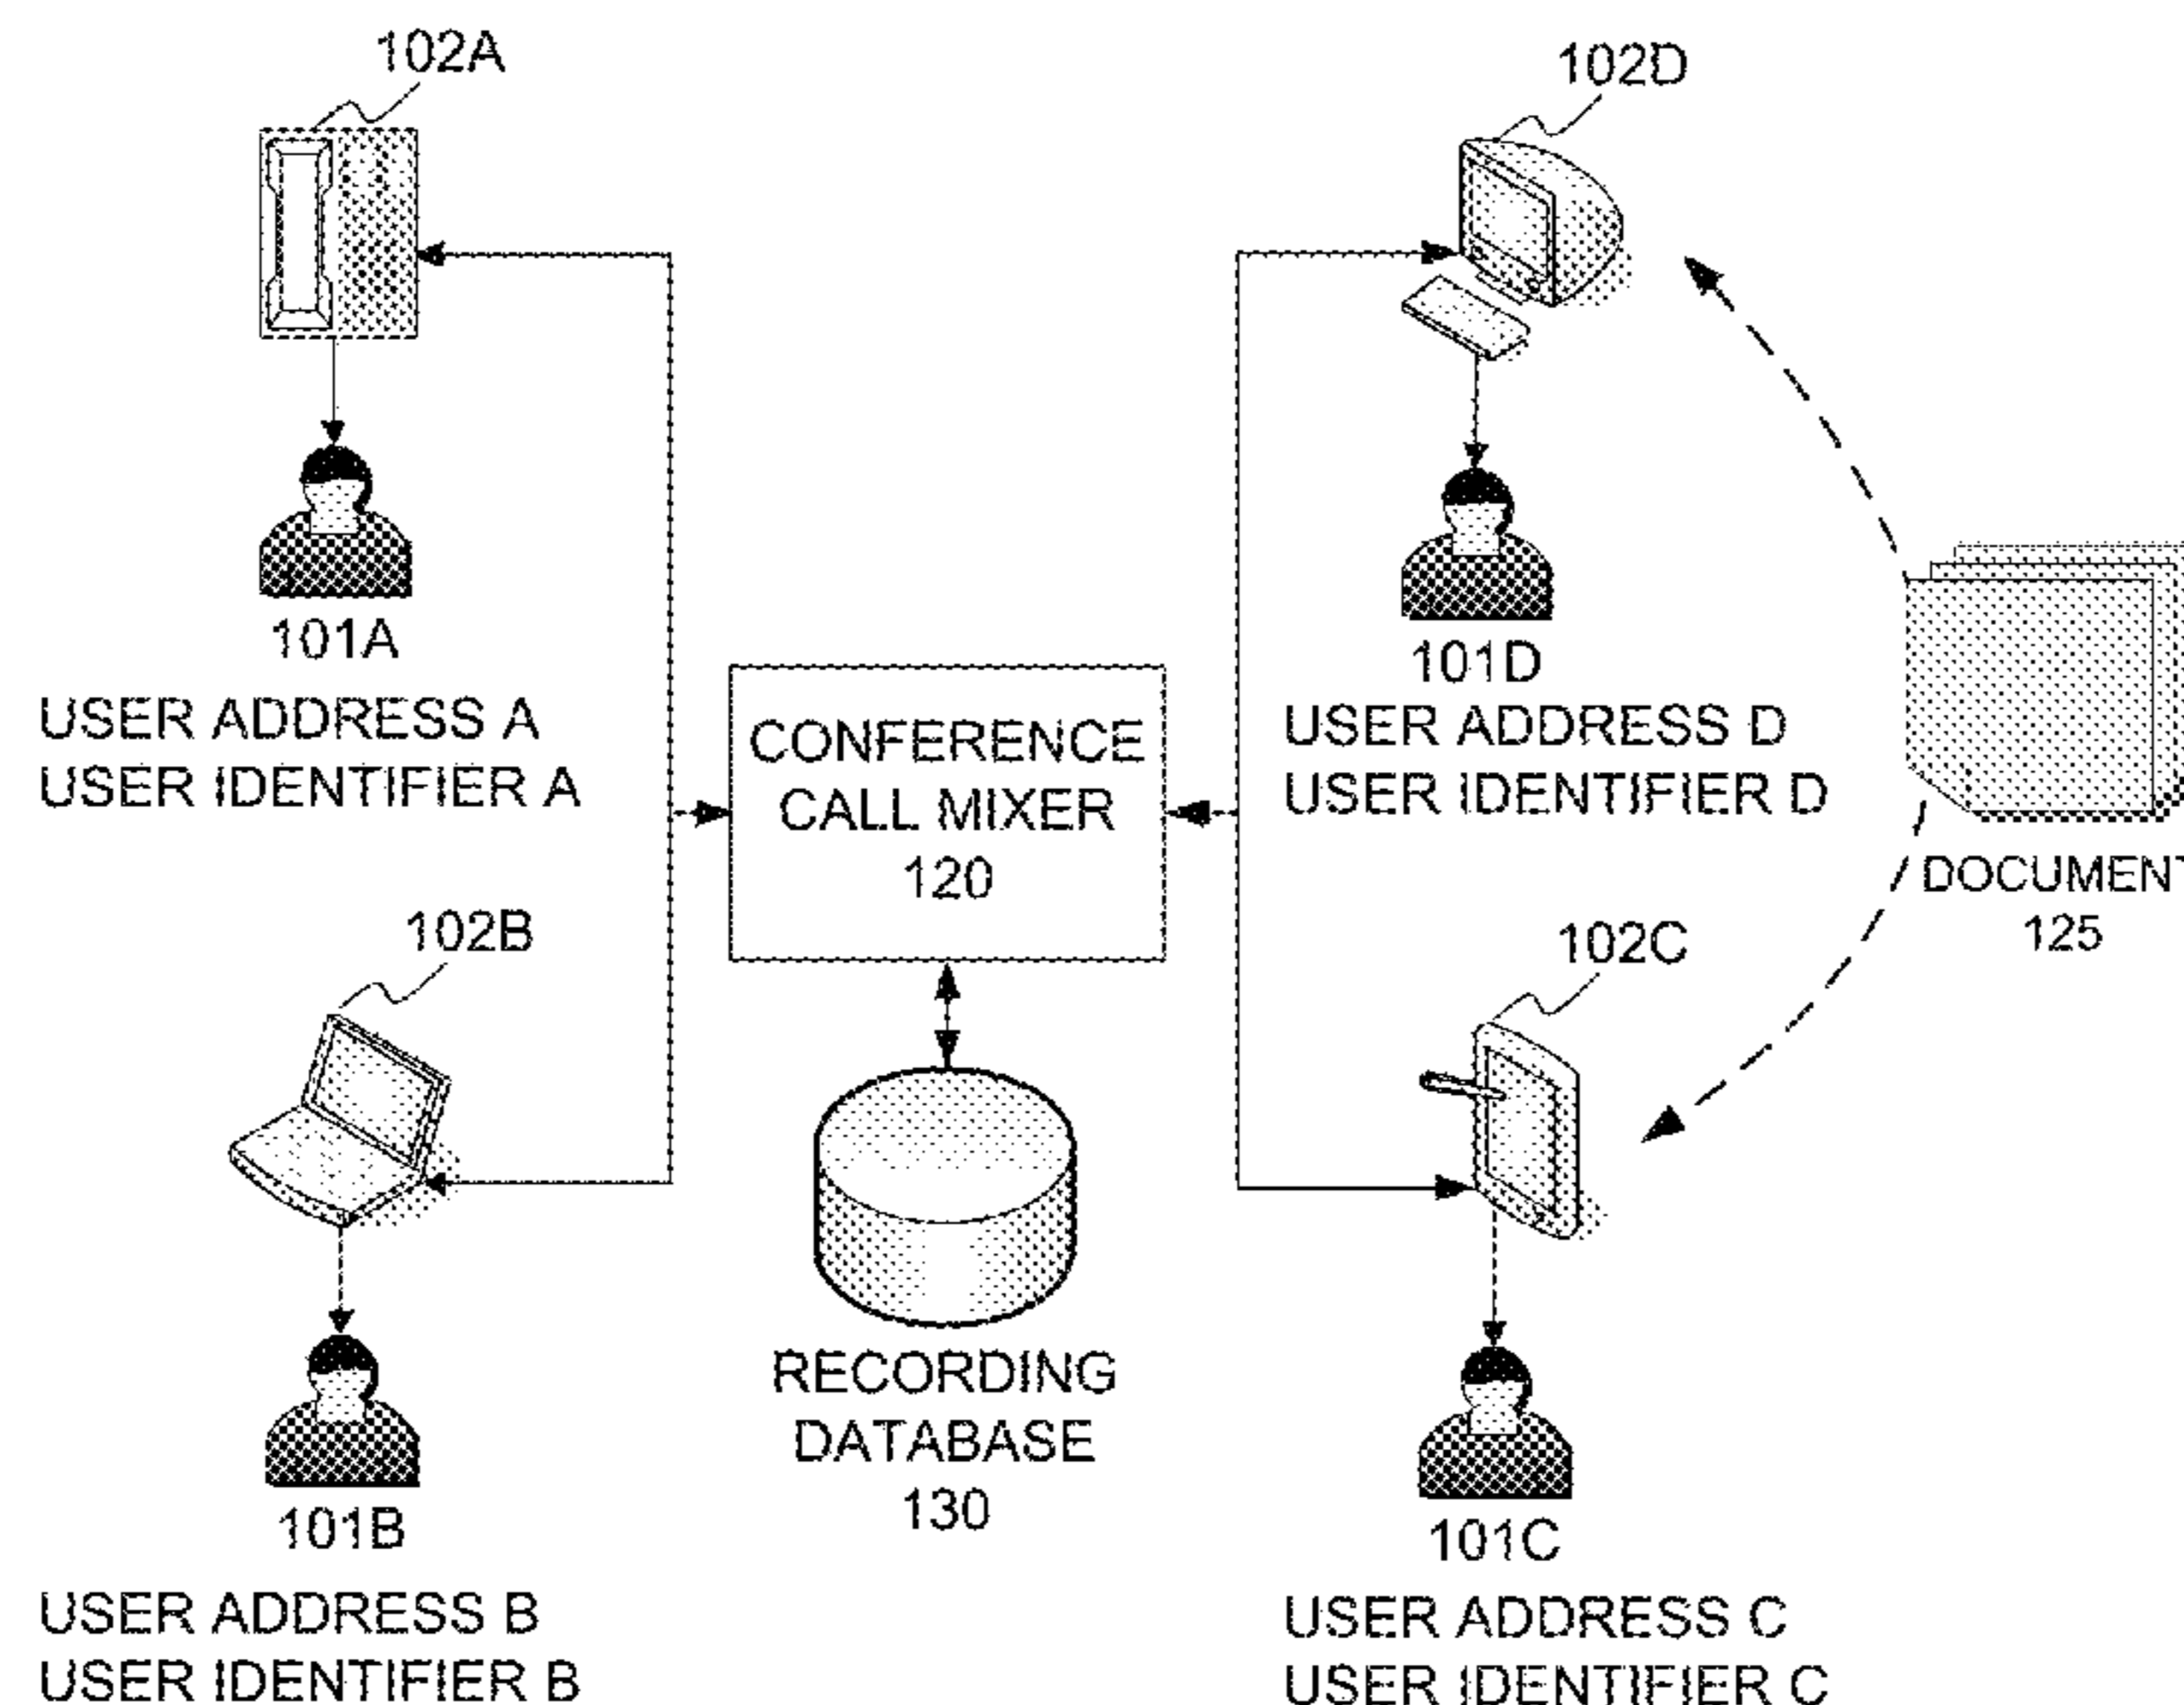 102A
102D
101A
USER ADDRESS A
USER IDENTIFIER A
101D
USER ADDRESS D
USER IDENTIFIER D
CONFERENCE
CALL MIXER
120
DOCUMENT
125
102B
102C
RECORDING
DATABASE
130
101B
USER ADDRESS B
USER IDENTIFIER B
101C
USER ADDRESS C
USER IDENTIFIER C